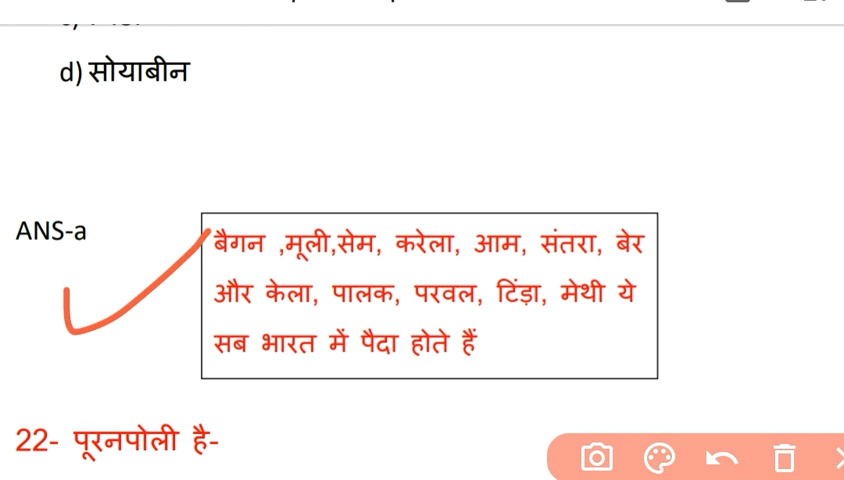 d) सोयाबीन
ANS-a
बैगन ,मूली,सेम, करेला, आम, संतरा, बेर
और केला, पालक, परवल, टिंड़ा, मेथी ये
सब भारत में पैदा होते हैं
22- पूरनपोली है-